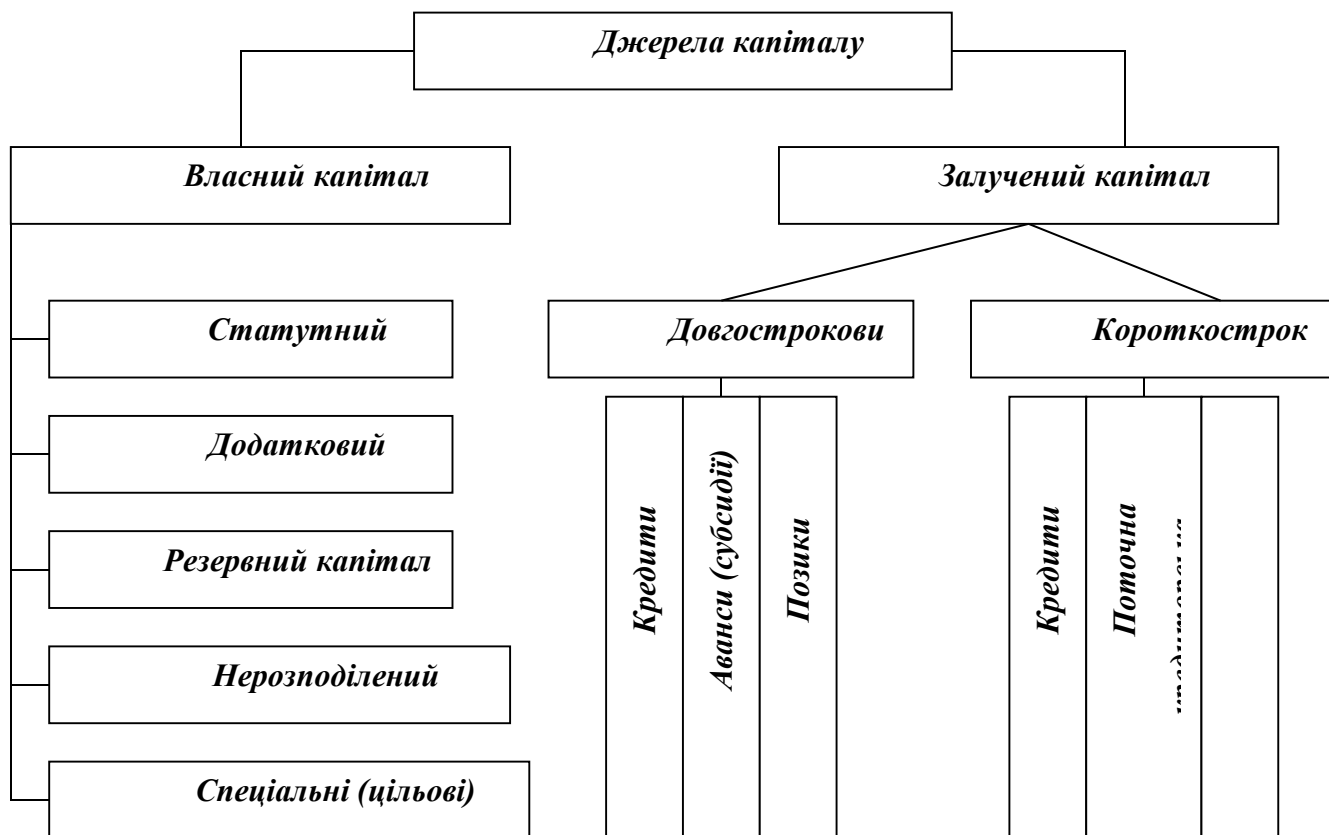 Джерела капіталу
Власний капітал
Залучений капітал
Статутний
Довгострокови
Короткострок
Додатковий
Резервний капітал
Нерозподілений
Спеціальні (цільові)
Кредити
Аванси (субсидії)
Позики
Кредити
Поточна